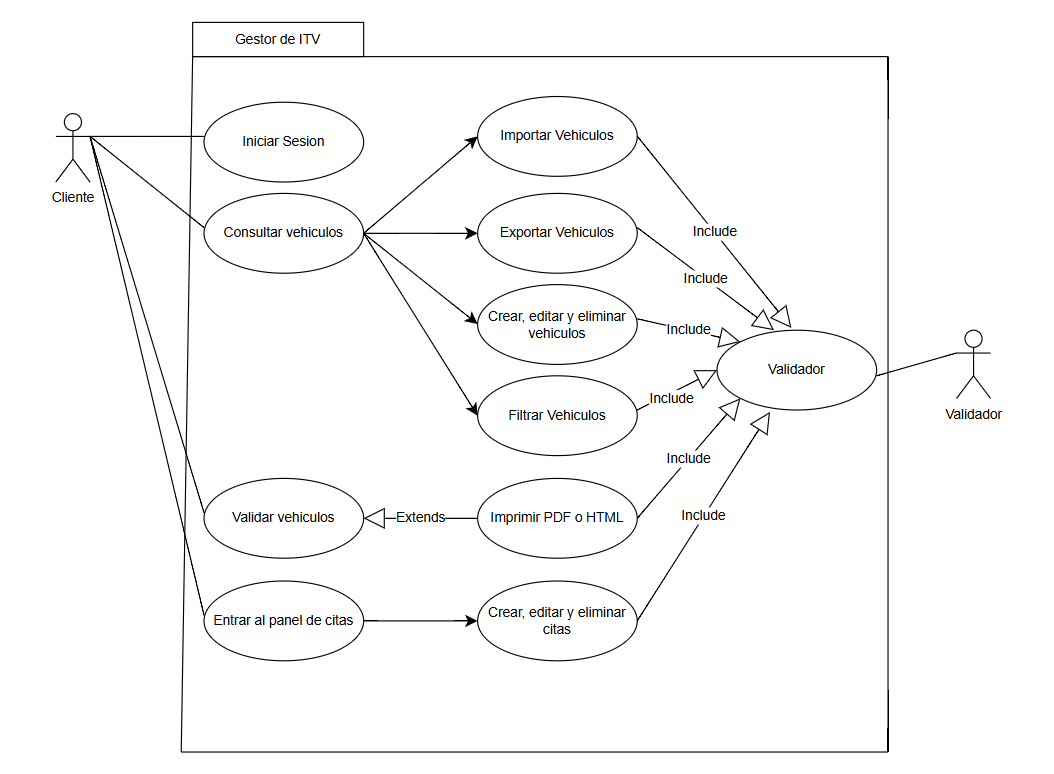 Gestor de ITV
Cliente
Iniciar Sesion
Consultar vehiculos
Importar Vehiculos
Exportar Vehiculos
Crear, editar y eliminar
vehiculos
Filtrar Vehiculos
Include
Include
Include
Include
Validador
Validador
Validar vehiculos
Extends
Imprimir PDF o HTML
Include
Include
Entrar al panel de citas
Crear, editar y eliminar
citas